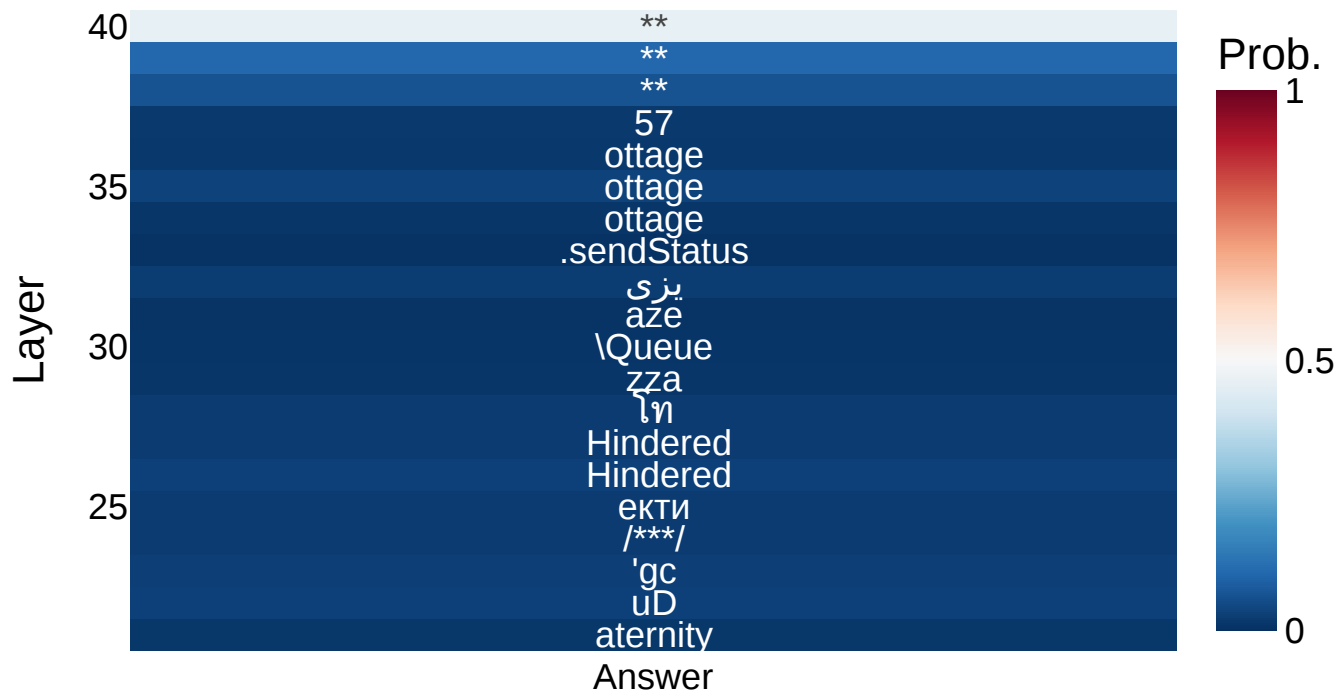 40
**
**
**
57
ottage
35
ottage
ottage
.sendStatus
یزی
aze
30
\Queue
zza
โท
Hindered
Hindered
25
екти
/***/
'gc
uD
aternity
Layer
Answer
Prob.
1
0.5
0